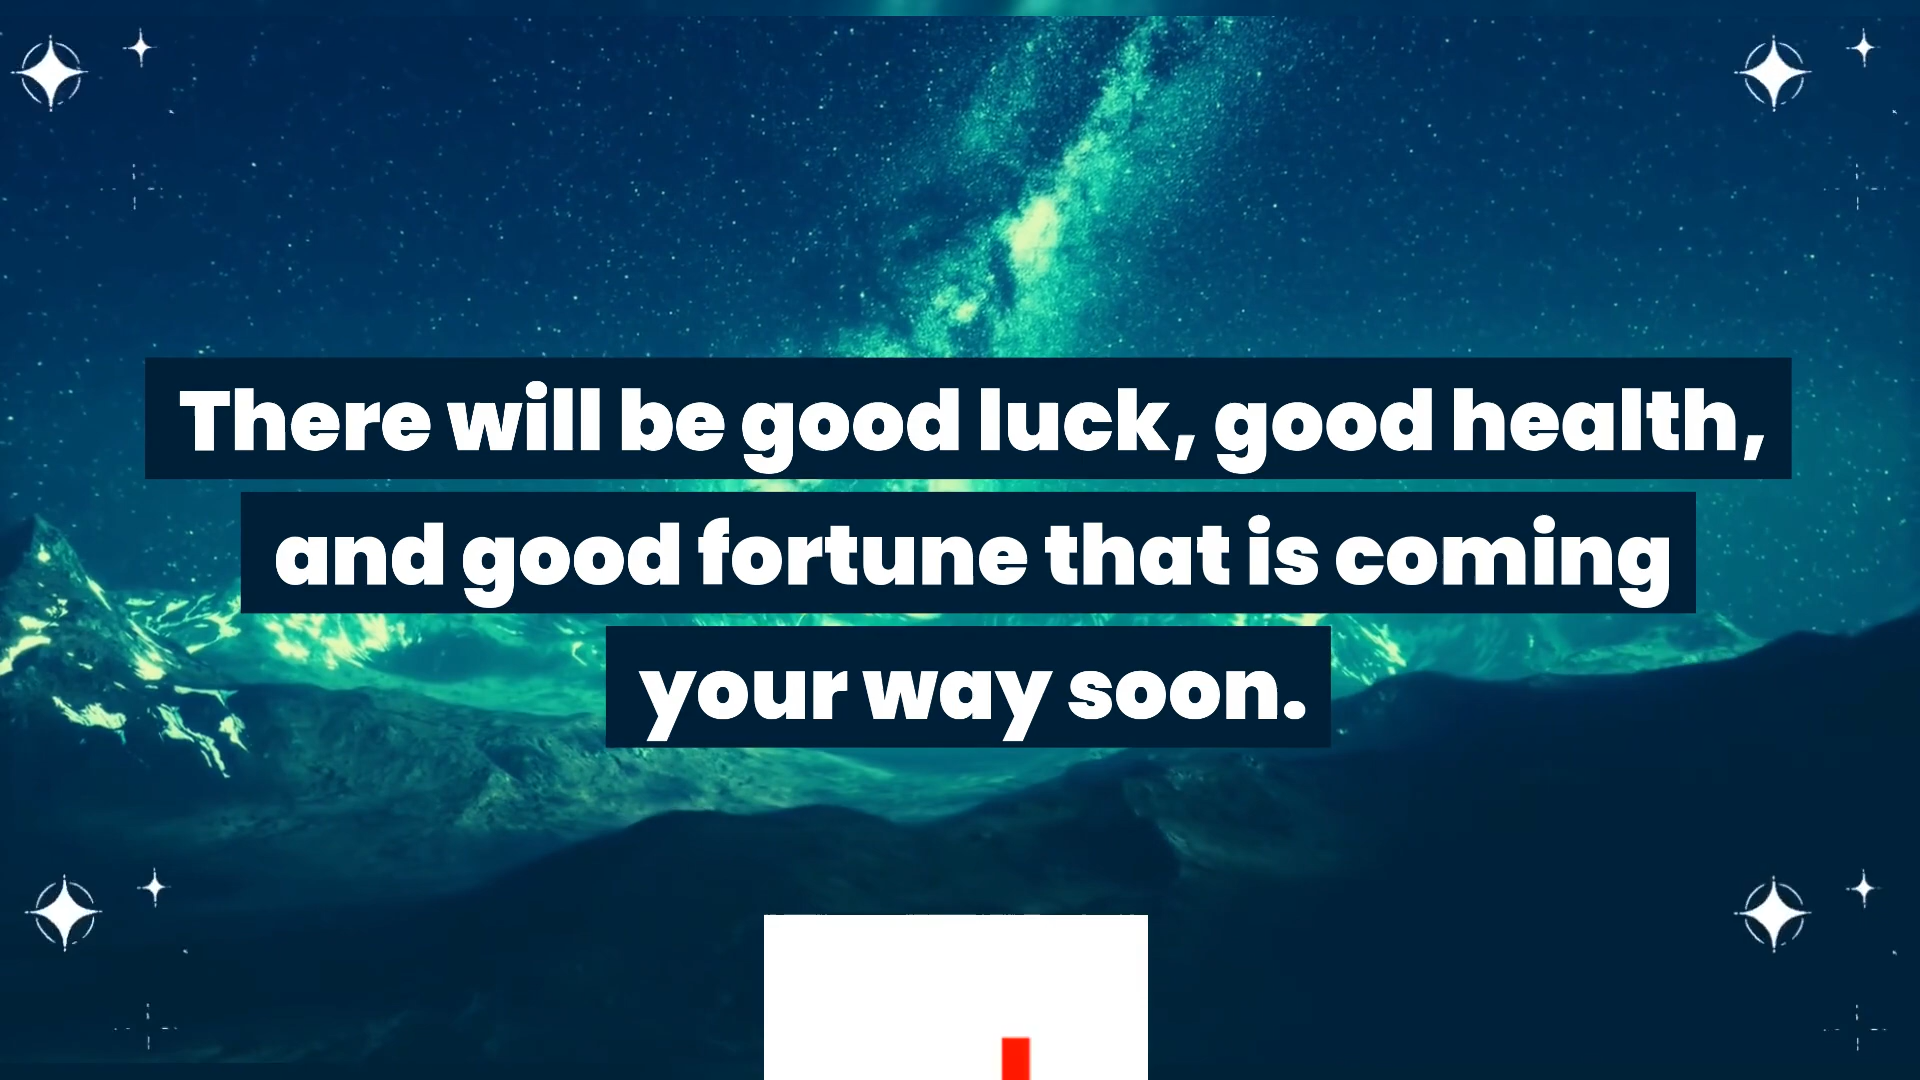 There will be good luck, good health,
and good fortune that is coming
your way soon.